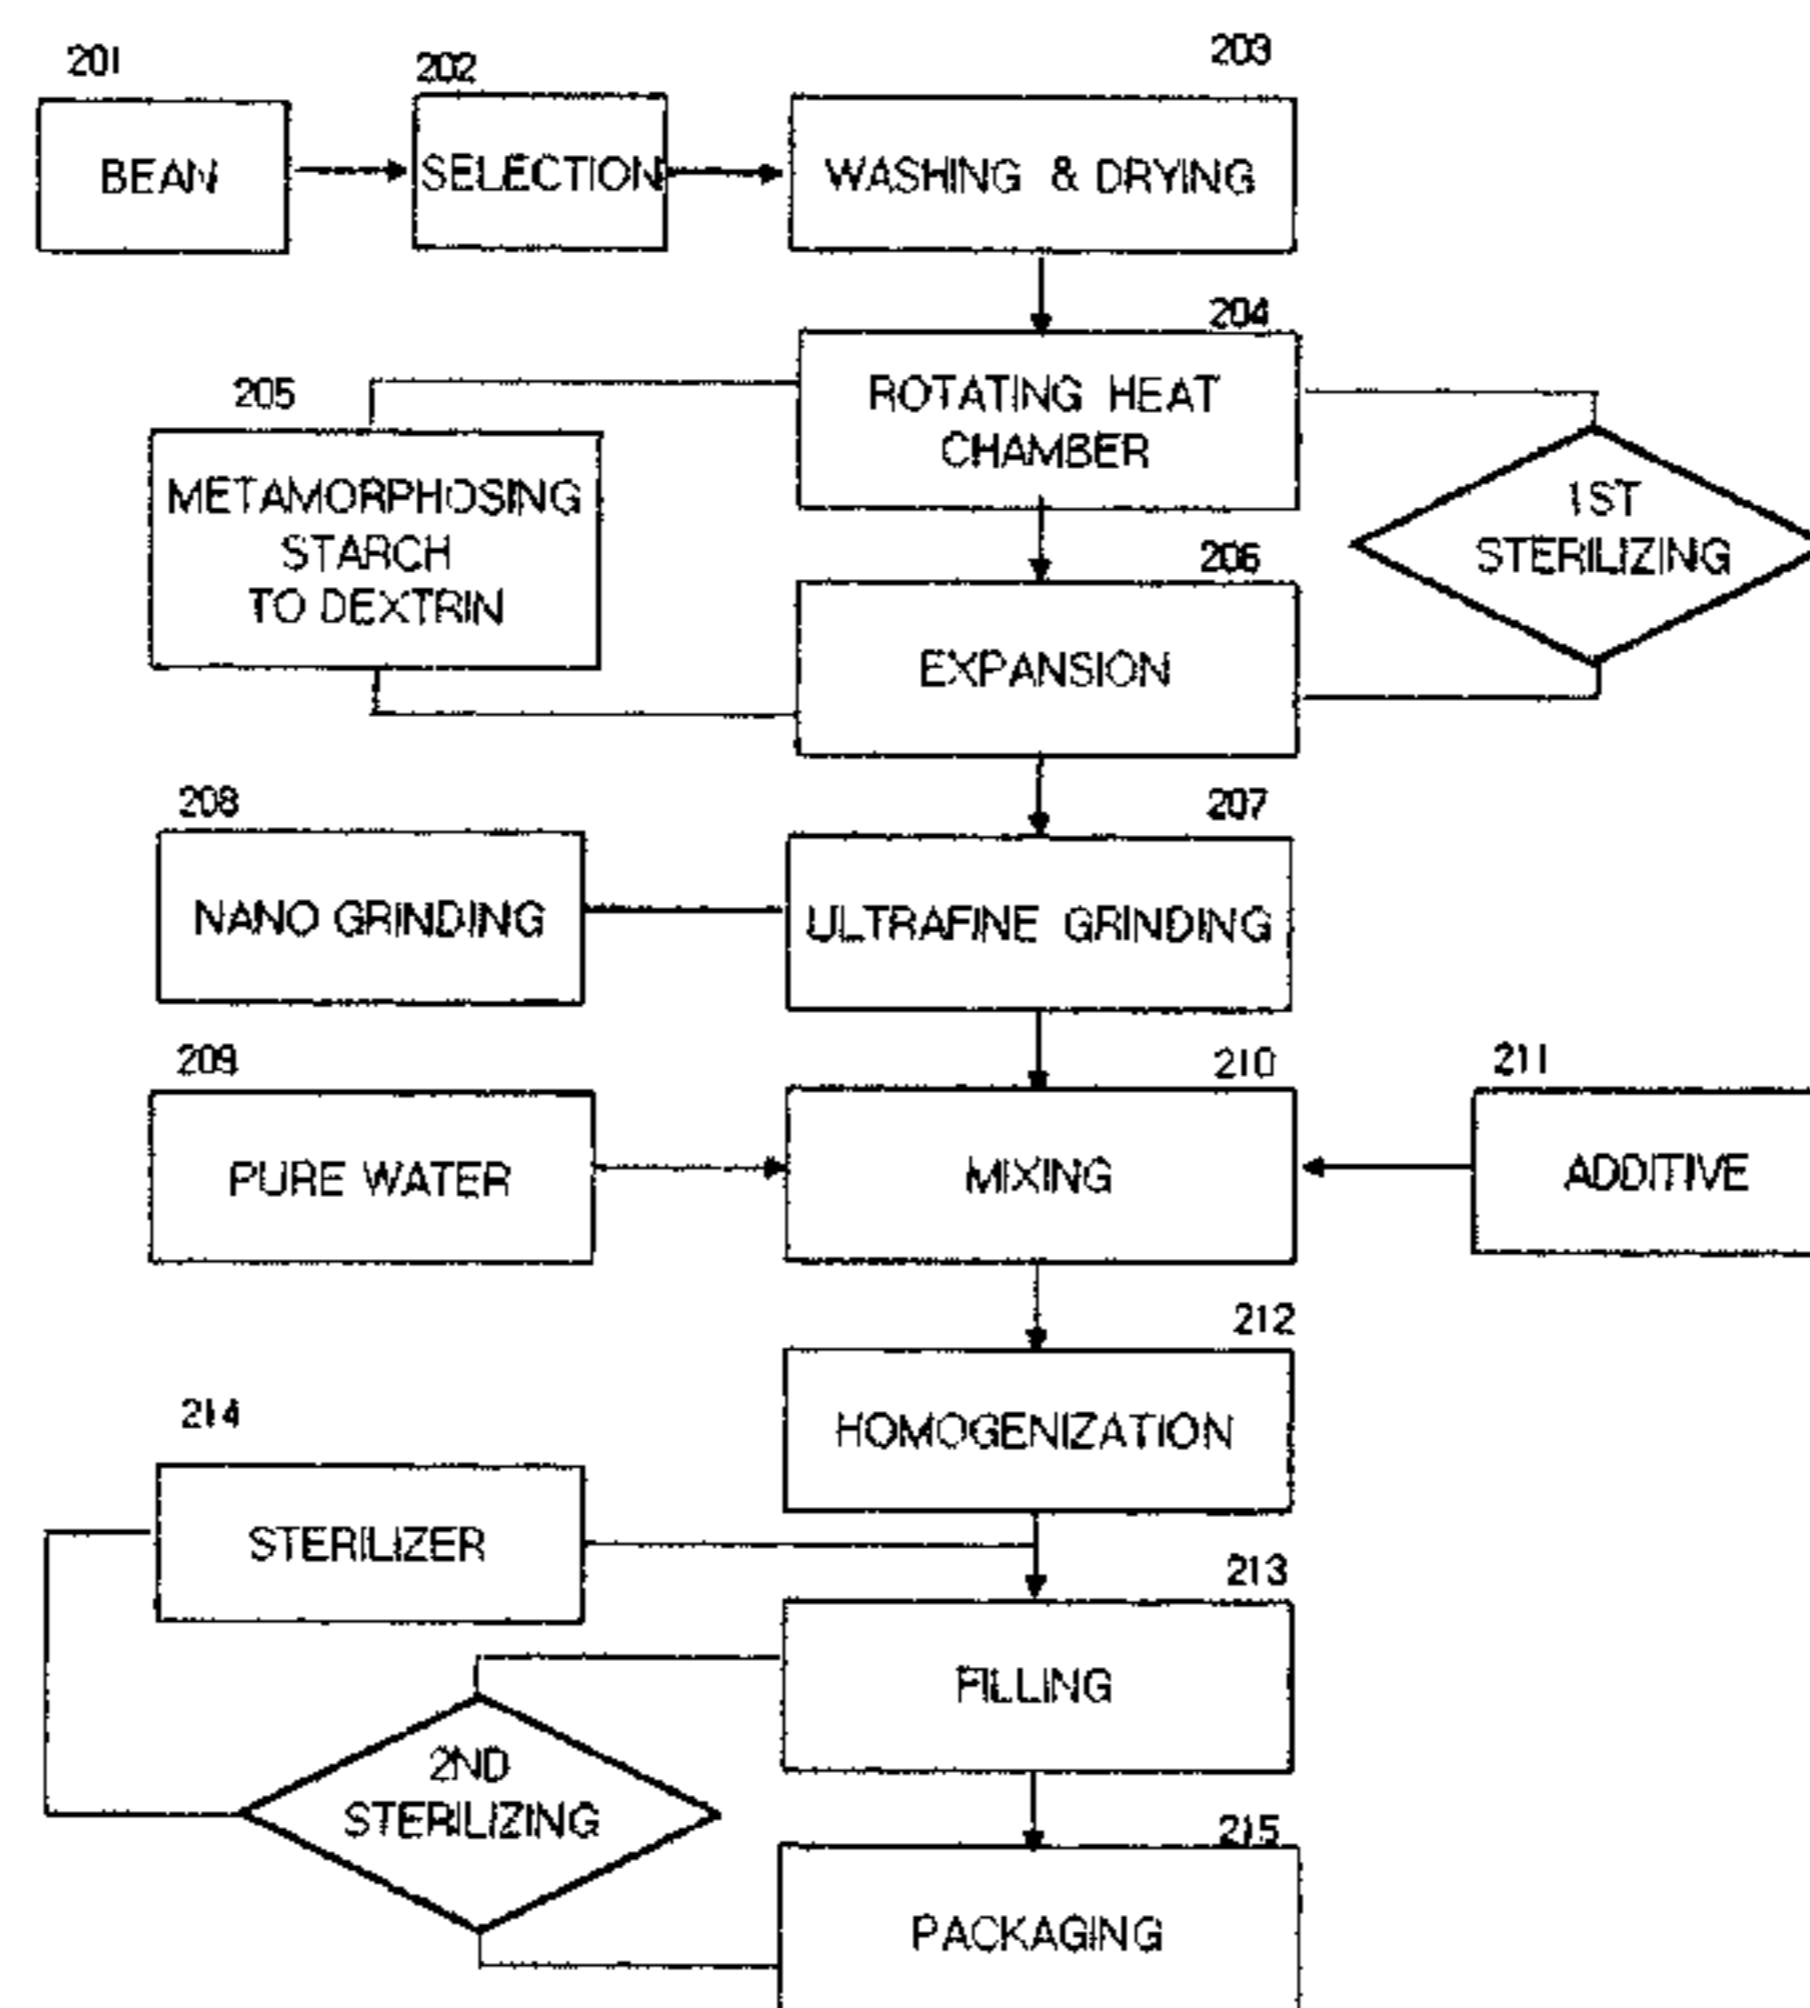 201
BEAN
202
SELECTION
203
WASHING & DRYING
204
ROTATING HEAT
CHAMBER
205
METAMORPHOSING
STARCH
TO DEXTRIN
1ST
STERILIZING
206
EXPANSION
208
NANO GRINDING
207
ULTRAFINE GRINDING
209
PURE WATER
210
MIXING
211
ADDITIVE
212
HOMOGENIZATION
214
STERILIZER
213
FILLING
2ND
STERILIZING
215
PACKAGING